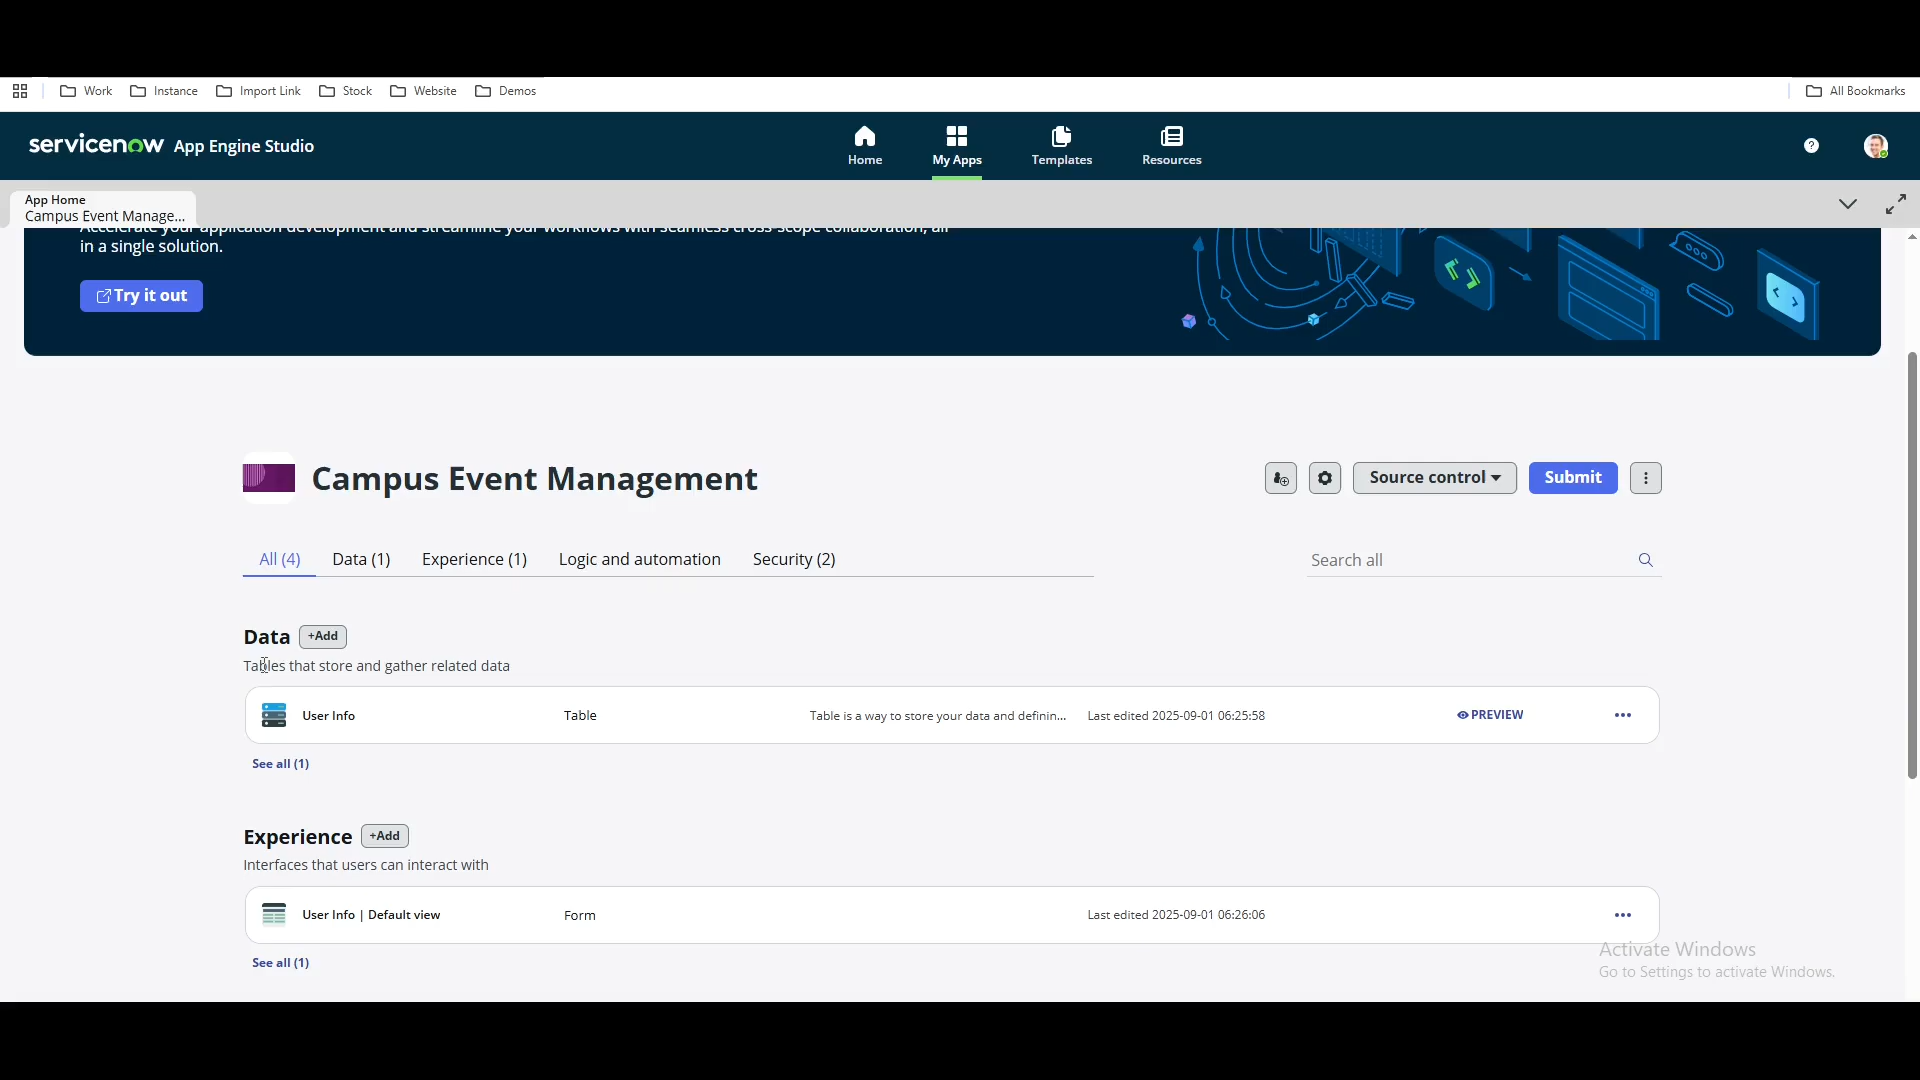 Work Instance Import Link Stock Website Demos All Bookmarks
servicenow App Engine Studio
Home My Apps Templates Resources
?
App Home
Campus Event Manage...
Accelerate your application development and streamline your workflows with seamless cross-scope collaboration, all
in a single solution.
Try it out
Campus Event Management
Source control Submit
All (4) Data (1) Experience (1) Logic and automation Security (2) Search all
Data +Add
Tables that store and gather related data
User Info Table Table is a way to store your data and definin... Last edited 2025-09-01 06:25:58 PREVIEW
See all (1)
Experience +Add
Interfaces that users can interact with
User Info | Default view Form Last edited 2025-09-01 06:26:06
See all (1)
Activate Windows
Go to Settings to activate Windows.